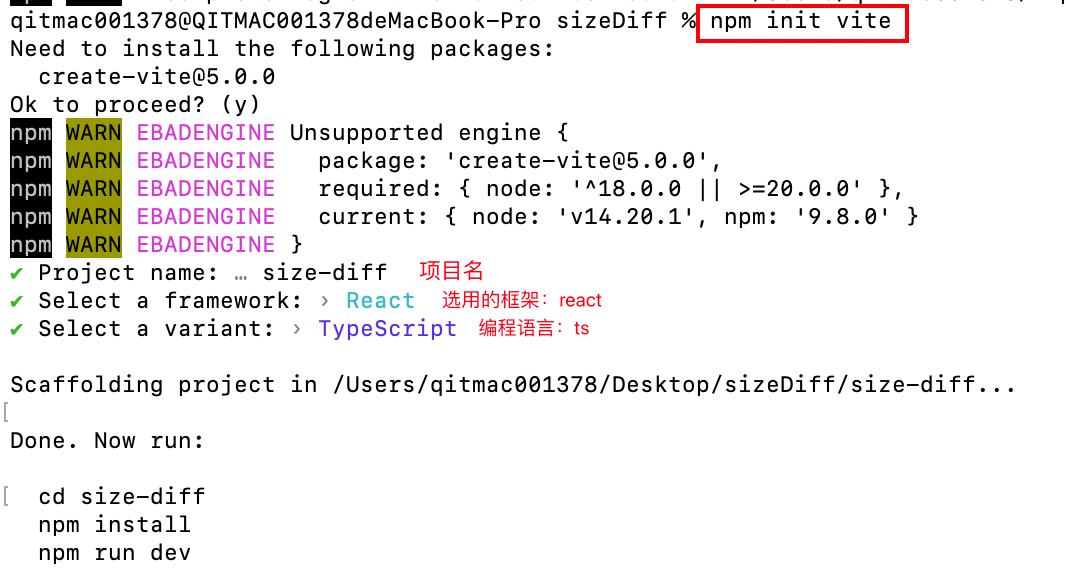 qitmac001378@QITMAC001378deMacBook-Pro sizeDiff % npm init vite
Need to install the following packages:
  create-vite@5.0.0
Ok to proceed? (y)
npm WARN EBADENGINE Unsupported engine {
npm WARN EBADENGINE   package: 'create-vite@5.0.0',
npm WARN EBADENGINE   required: { node: '^18.0.0 || >=20.0.0' },
npm WARN EBADENGINE   current: { node: 'v14.20.1', npm: '9.8.0' }
npm WARN EBADENGINE }
✔ Project name: … size-diff 项目名
✔ Select a framework: › React 选用的框架：react
✔ Select a variant: › TypeScript 编程语言：ts
Scaffolding project in /Users/qitmac001378/Desktop/sizeDiff/size-diff...
[
Done. Now run:
[ cd size-diff
  npm install
  npm run dev